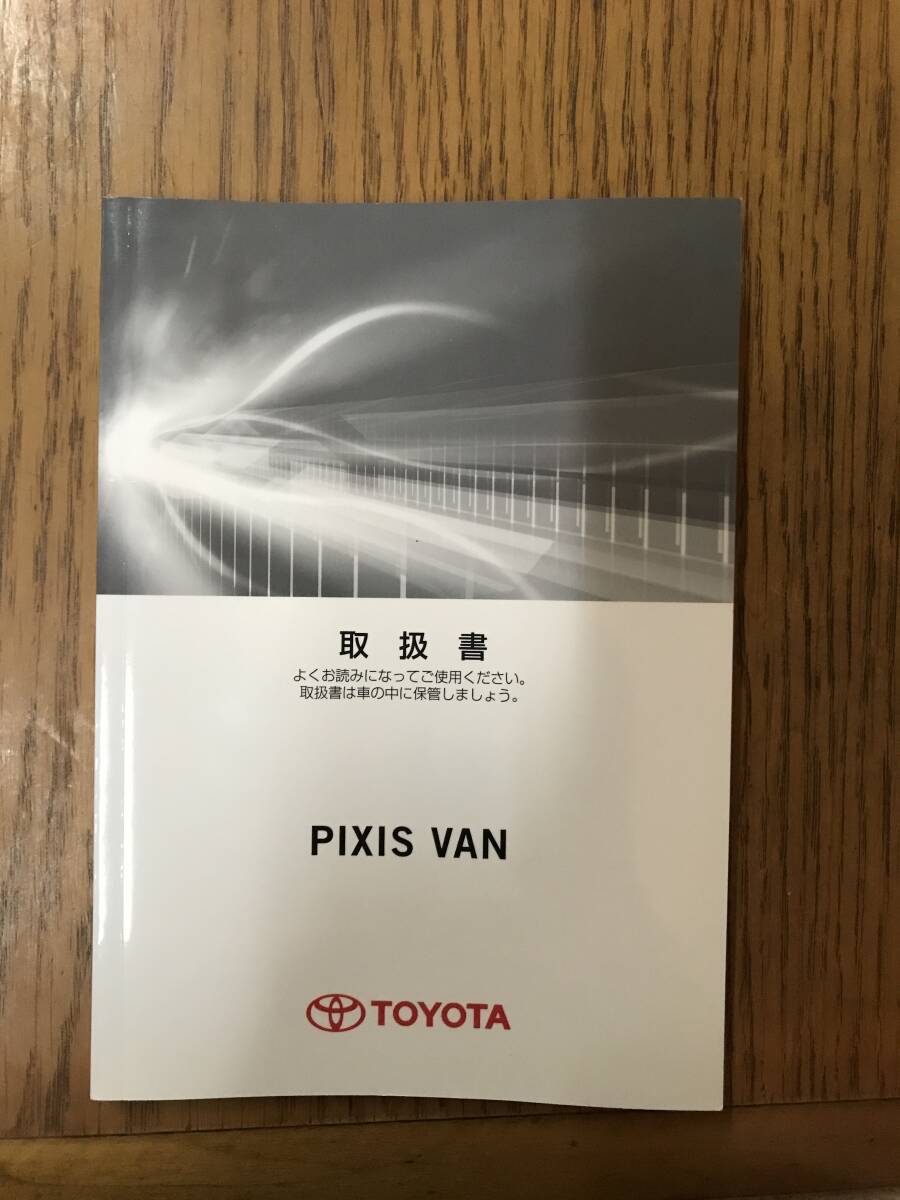 取扱書
よくお読みになってご使用ください。
取扱書は車の中に保管しましょう。
PIXIS VAN
TOYOTA